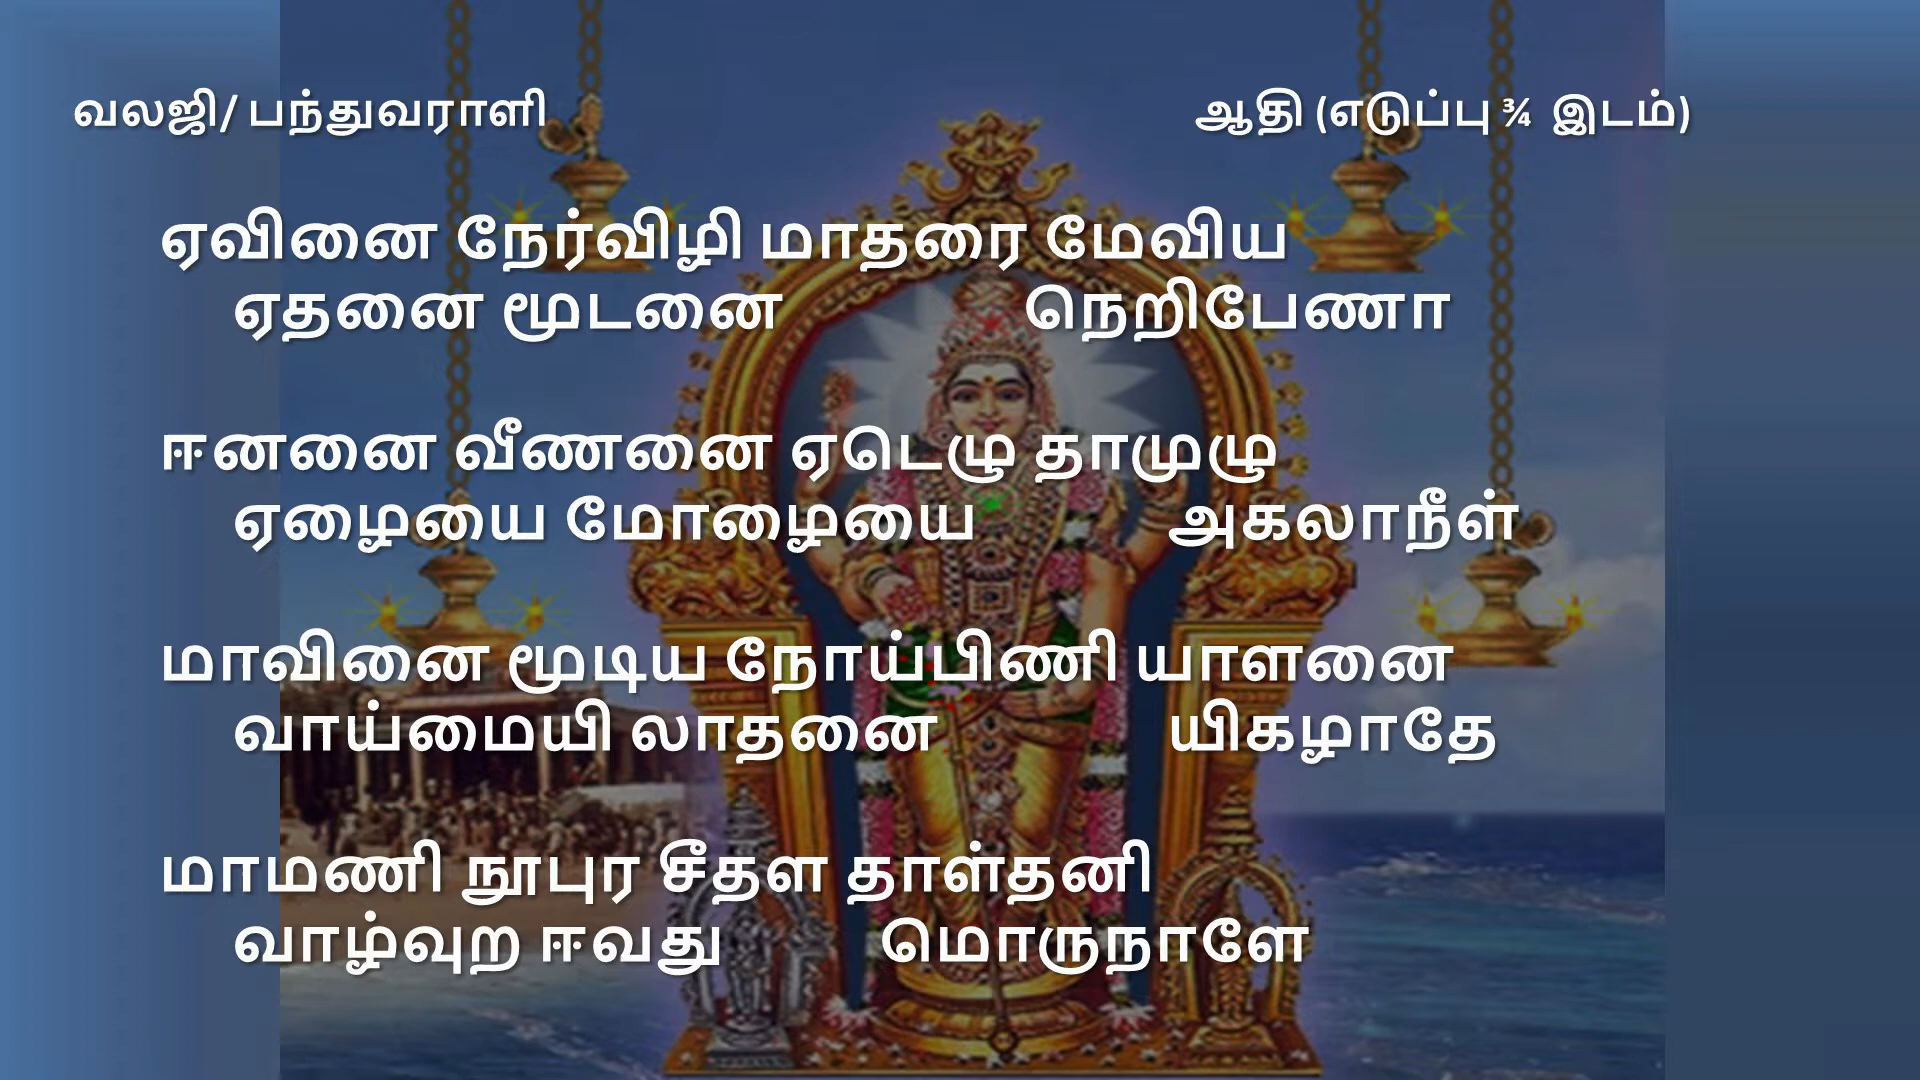 வலஜி/ பந்துவராளி ஆதி (எடுப்பு ¾ இடம்)
ஏவினை நேர்விழி மாதரை மேவிய
ஏதனை மூடனை நெறிபேணா
ஈனனை வீணனை ஏடெழு தாமுழு
ஏழையை மோழையை அகலாநீள்
மாவினை மூடிய நோய்பிணி யாளனை
வாய்மையி லாதனை யிகழாதே
மாமணி நூபுர சீதள தாள்தனி
வாழ்வுற ஈவது மொருநாளே